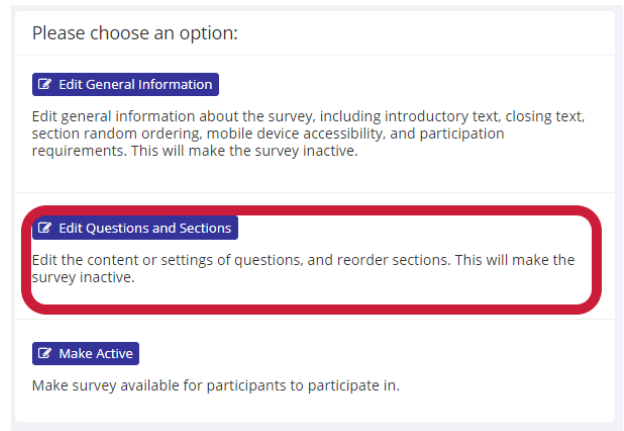 Please choose an option:
Edit General Information
Edit general information about the survey, including introductory text, closing text,
section random ordering, mobile device accessibility, and participation
requirements. This will make the survey inactive.
Edit Questions and Sections
Edit the content or settings of questions, and reorder sections. This will make the
survey inactive.
Make Active
Make survey available for participants to participate in.